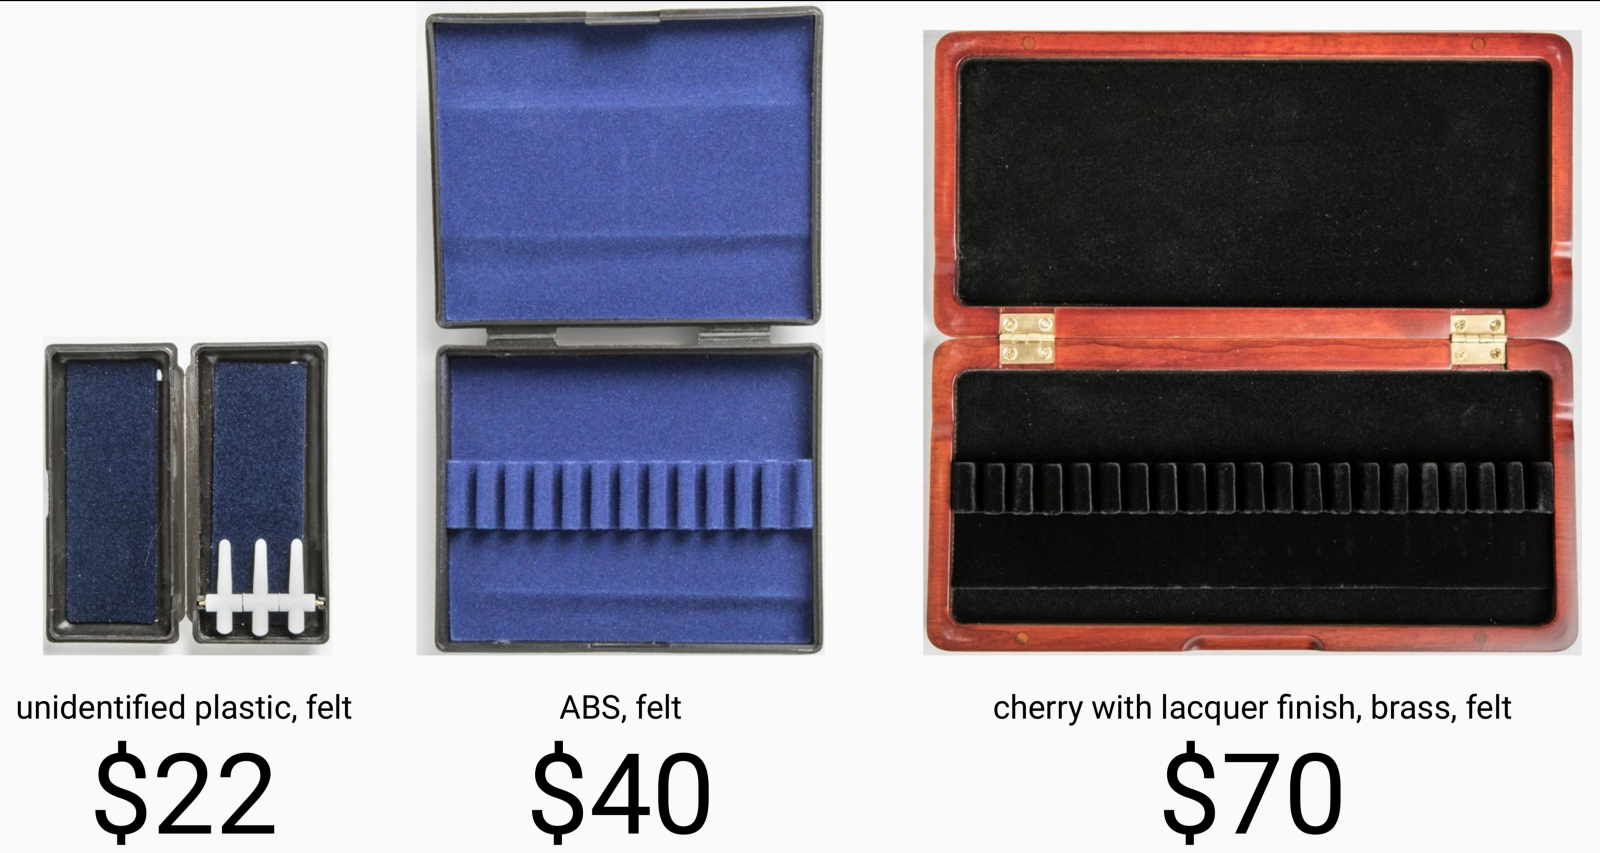 unidentified plastic, felt
$22
ABS, felt
$40
cherry with lacquer finish, brass, felt
$70